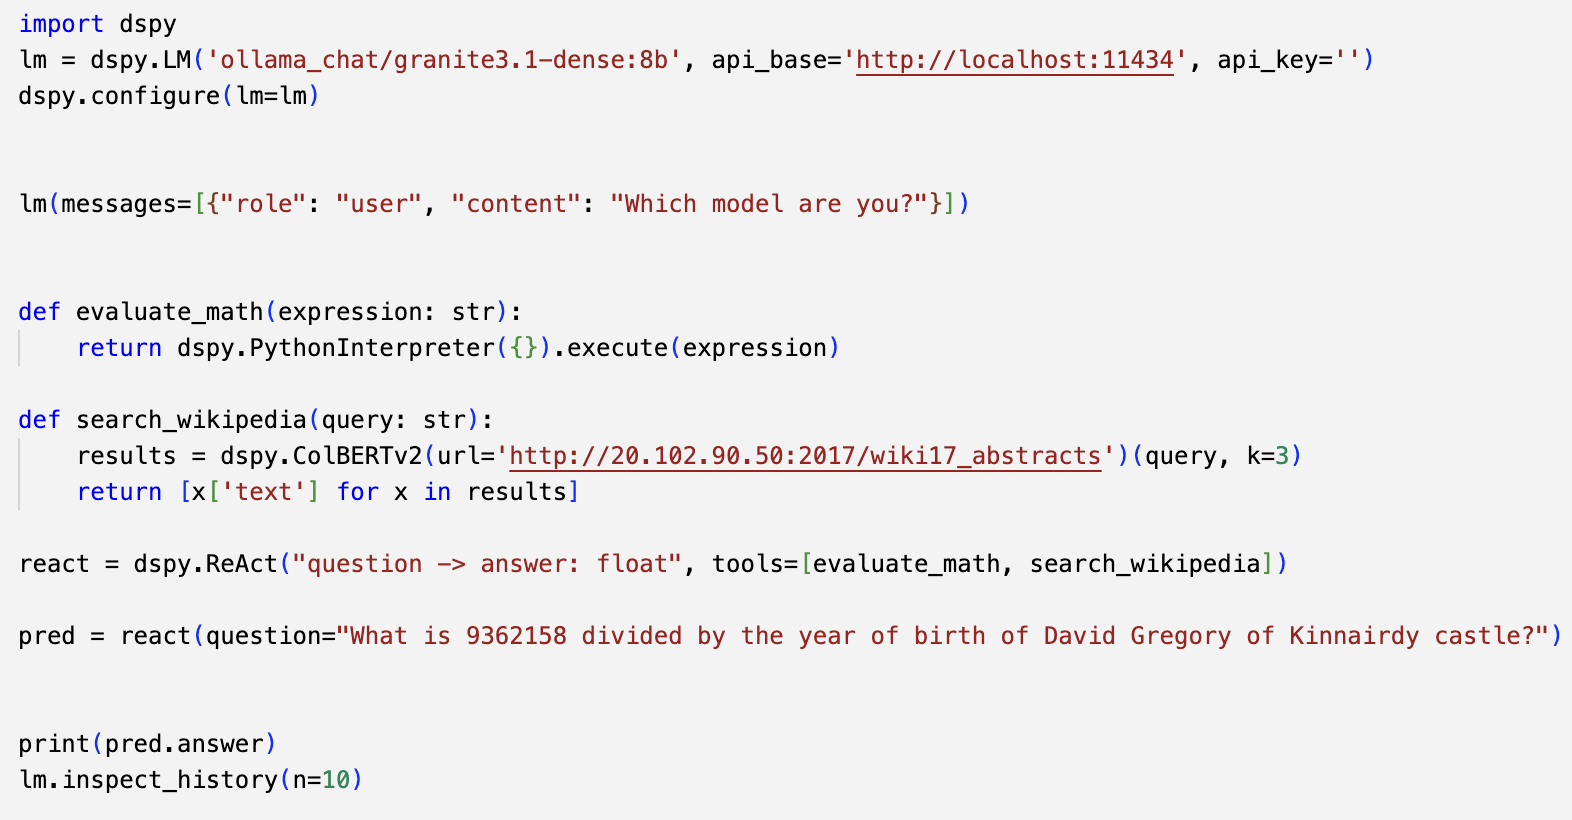 import dspy
lm = dspy.LM('ollama_chat/granite3.1-dense:8b', api_base='http://localhost:11434', api_key='')
dspy.configure(lm=lm)
lm(messages=[{"role": "user", "content": "Which model are you?"}])
def evaluate_math(expression: str):
    return dspy.PythonInterpreter({}).execute(expression)
def search_wikipedia(query: str):
    results = dspy.ColBERTv2(url='http://20.102.90.50:2017/wiki17_abstracts')(query, k=3)
    return [x['text'] for x in results]
react = dspy.ReAct("question -> answer: float", tools=[evaluate_math, search_wikipedia])
pred = react(question="What is 9362158 divided by the year of birth of David Gregory of Kinnairdy castle?")
print(pred.answer)
lm.inspect_history(n=10)